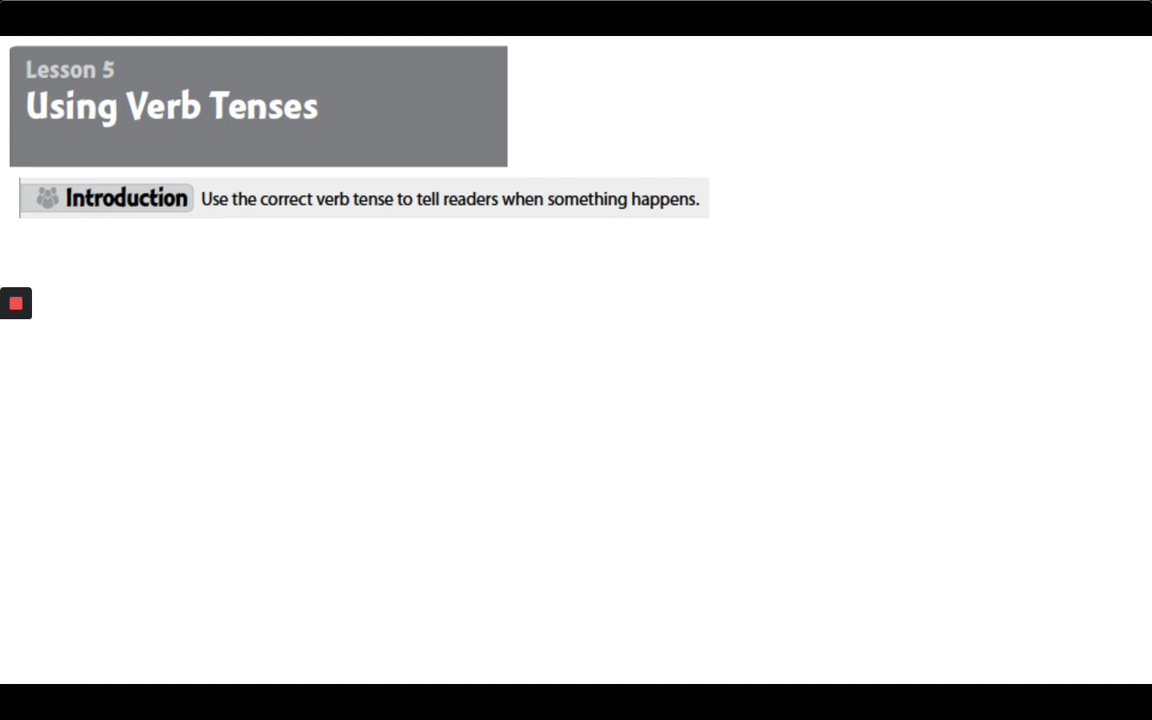 Lesson 5
Using Verb Tenses
Introduction Use the correct verb tense to tell readers when something happens.